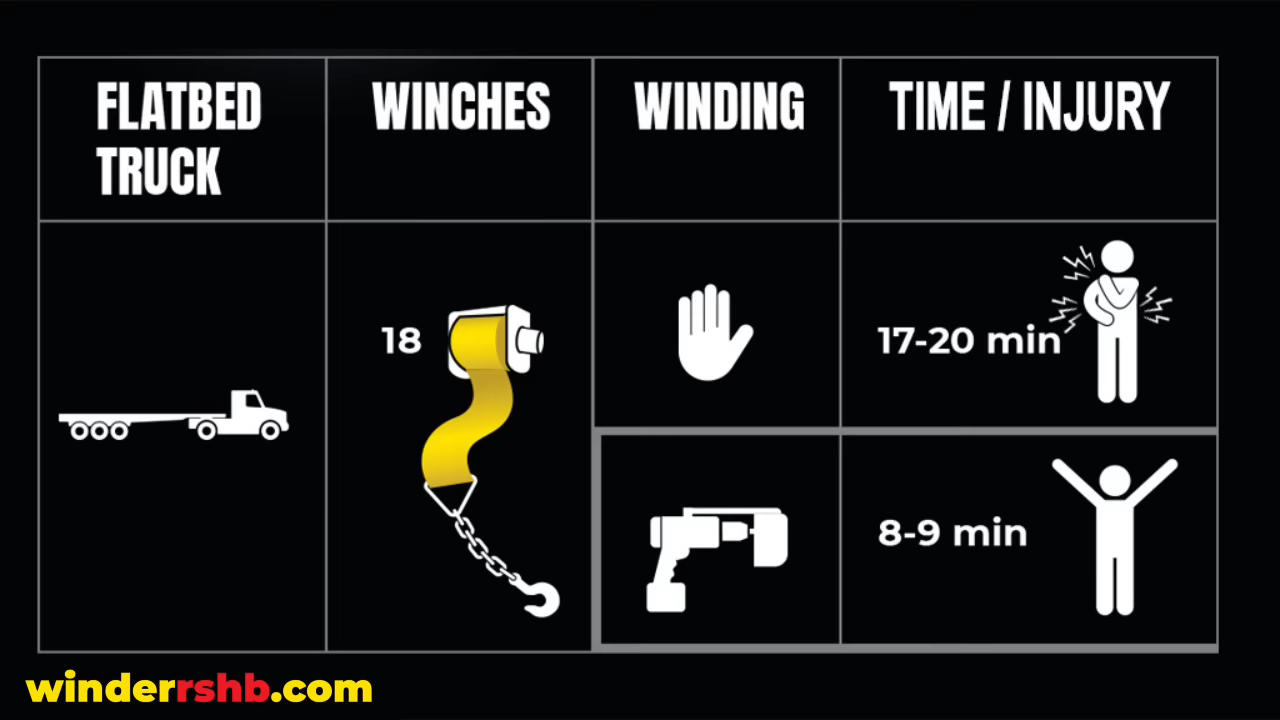 FLATBED
TRUCK
WINCHES
WINDING
TIME / INJURY
18
17-20 min
8-9 min
winderrshb.com